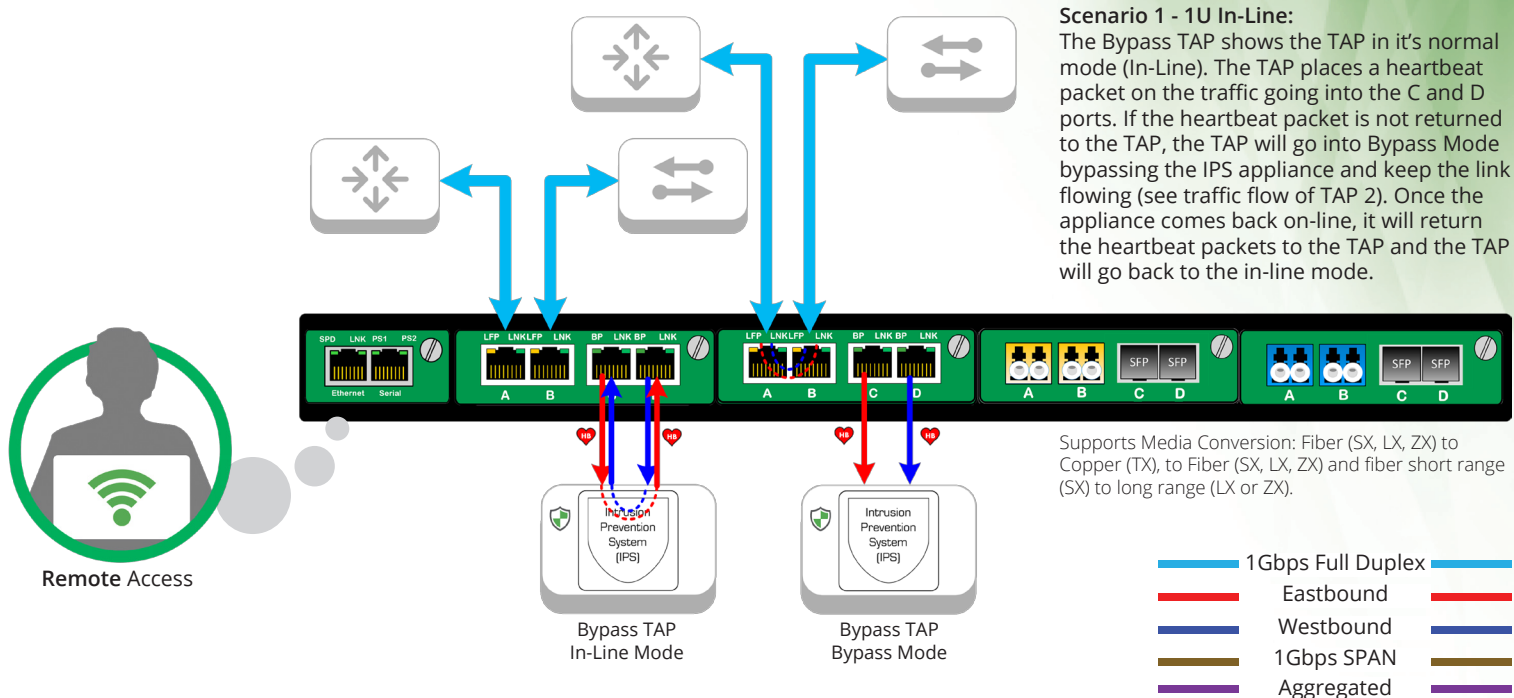 Scenario 1 - 1U In-Line:
The Bypass TAP shows the TAP in it's normal
mode (In-Line). The TAP places a heartbeat
packet on the traffic going into the C and D
ports. If the heartbeat packet is not returned
to the TAP, the TAP will go into Bypass Mode
bypassing the IPS appliance and keep the link
flowing (see traffic flow of TAP 2). Once the
appliance comes back on-line, it will return
the heartbeat packets to the TAP and the TAP
will go back to the in-line mode.
SPD LNK PS1 PS2
Ethernet Serial
LFP LNK LFP LNK BP LNK BP LNK
A B
LFP LNK LFP LNK BP LNK BP LNK
A B C D
SFP SFP
A B C D
SFP SFP
A B C D
HB HB HB HB
Supports Media Conversion: Fiber (SX, LX, ZX) to
Copper (TX), to Fiber (SX, LX, ZX) and fiber short range
(SX) to long range (LX or ZX).
Intrusion
Prevention
System
(IPS)
Intrusion
Prevention
System
(IPS)
Remote Access
Bypass TAP
In-Line Mode
Bypass TAP
Bypass Mode
1Gbps Full Duplex
Eastbound
Westbound
1Gbps SPAN
Aggregated